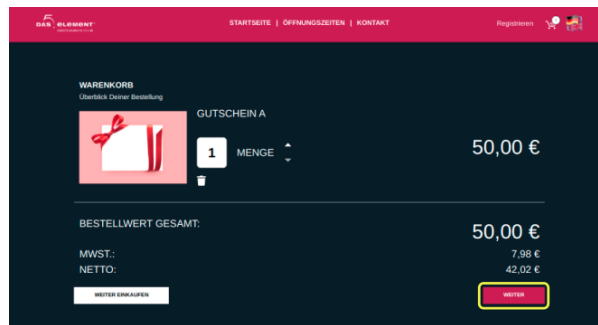 DAS ELEMENT
STARTSEITE | ÖFFNUNGSZEITEN | KONTAKT
Registrieren
0
WARENKORB
Überblick Deiner Bestellung
GUTSCHEIN A
1 MENGE
50,00 €
BESTELLWERT GESAMT:
50,00 €
MWST.:
7,98 €
NETTO:
42,02 €
WEITER EINKAUFEN
WEITER